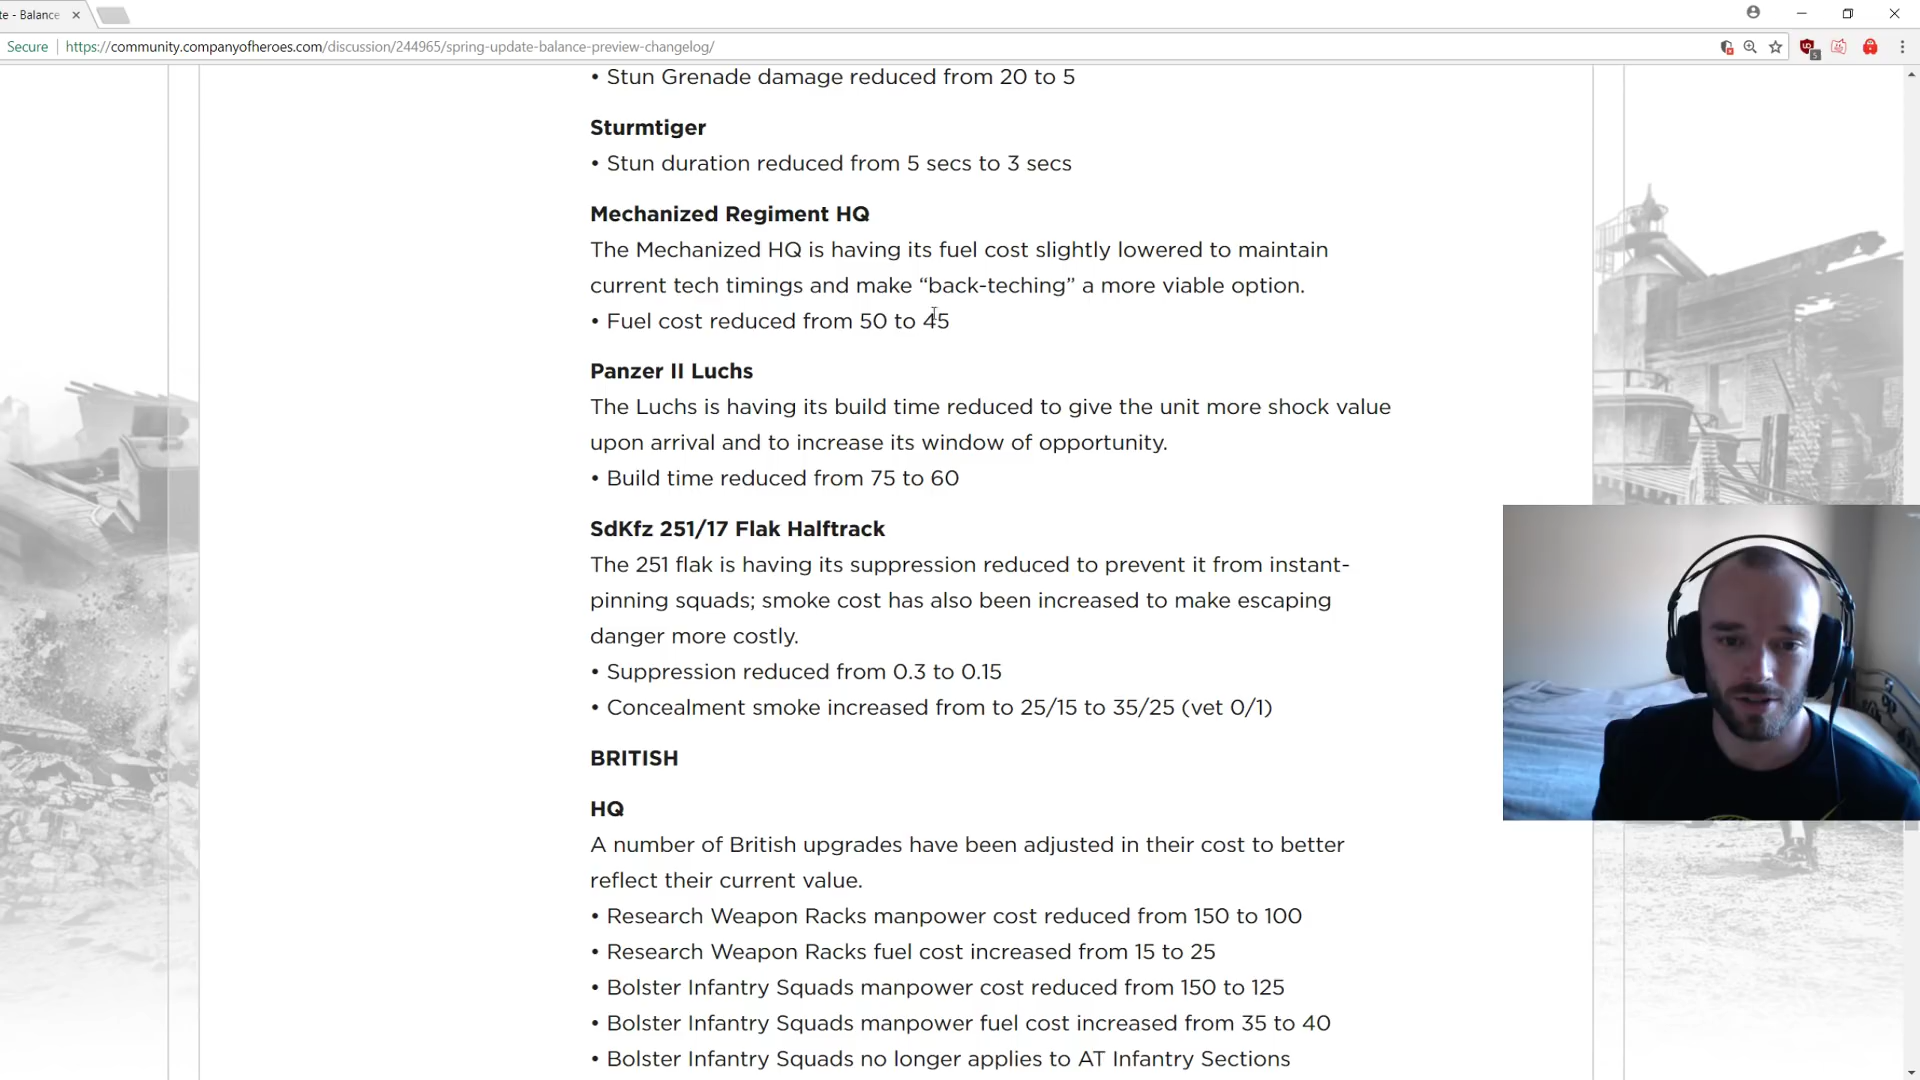 te - Balance
Secure
https://community.companyofheroes.com/discussion/244965/spring-update-balance-preview-changelog/
5
• Stun Grenade damage reduced from 20 to 5
Sturmtiger
• Stun duration reduced from 5 secs to 3 secs
Mechanized Regiment HQ
The Mechanized HQ is having its fuel cost slightly lowered to maintain
current tech timings and make “back-teching” a more viable option.
• Fuel cost reduced from 50 to 45
Panzer II Luchs
The Luchs is having its build time reduced to give the unit more shock value
upon arrival and to increase its window of opportunity.
• Build time reduced from 75 to 60
SdKfz 251/17 Flak Halftrack
The 251 flak is having its suppression reduced to prevent it from instant-
pinning squads; smoke cost has also been increased to make escaping
danger more costly.
• Suppression reduced from 0.3 to 0.15
• Concealment smoke increased from to 25/15 to 35/25 (vet 0/1)
BRITISH
HQ
A number of British upgrades have been adjusted in their cost to better
reflect their current value.
• Research Weapon Racks manpower cost reduced from 150 to 100
• Research Weapon Racks fuel cost increased from 15 to 25
• Bolster Infantry Squads manpower cost reduced from 150 to 125
• Bolster Infantry Squads manpower fuel cost increased from 35 to 40
• Bolster Infantry Squads no longer applies to AT Infantry Sections